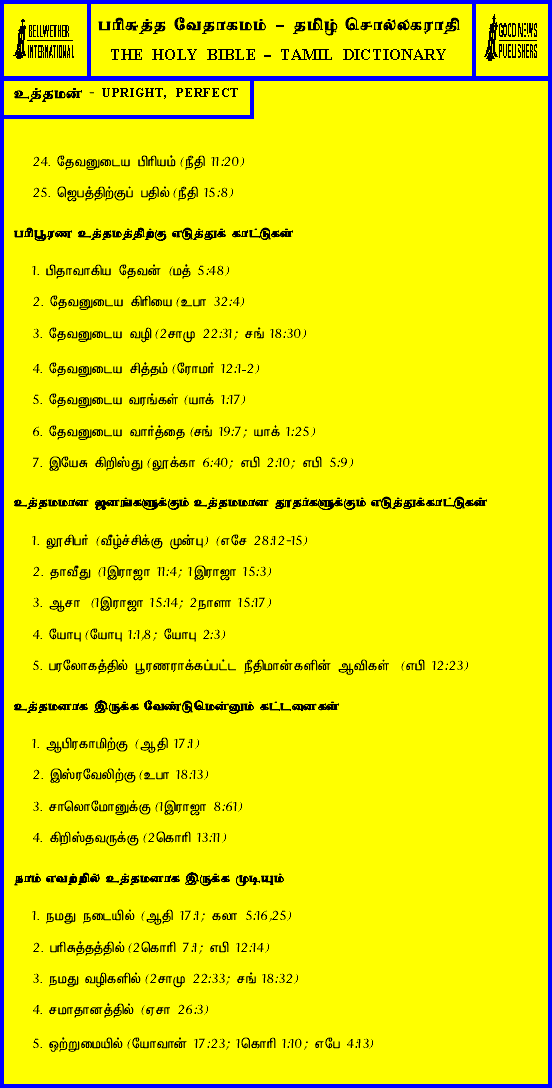 BELLWETHER
INTERNATIONAL
பரிசுத்த வேதாகமம் – தமிழ் சொல்லகராதி
THE HOLY BIBLE – TAMIL DICTIONARY
GOOD NEWS
PUBLISHERS
உத்தமன் - UPRIGHT, PERFECT
24. தேவனுடைய பிரியம் (நீதி 11:20)
25. ஜெபத்திற்குப் பதில் (நீதி 15:8)
பரிபூரண உத்தமத்திற்கு எடுத்துக் காட்டுகள்
1. பிதாவாகிய தேவன் (மத் 5:48)
2. தேவனுடைய கிரியை (உபா 32:4)
3. தேவனுடைய வழி (2சாமு 22:31; சங் 18:30)
4. தேவனுடைய சித்தம் (ரோமர் 12:1-2)
5. தேவனுடைய வரங்கள் (யாக் 1:17)
6. தேவனுடைய வார்த்தை (சங் 19:7; யாக் 1:25)
7. இயேசு கிறிஸ்து (லூக்கா 6:40; எபி 2:10; எபி 5:9)
உத்தமமான ஜனங்களுக்கும் உத்தமமான தூதர்களுக்கும் எடுத்துக்காட்டுகள்
1. லூசிபர் (வீழ்ச்சிக்கு முன்பு) (எசே 28:12-15)
2. தாவீது (1இராஜா 11:4; 1இராஜா 15:3)
3. ஆசா (1இராஜா 15:14; 2நாளா 15:17)
4. யோபு (யோபு 1:1,8; யோபு 2:3)
5. பரலோகத்தில் பூரணராக்கப்பட்ட நீதிமான்களின் ஆவிகள் (எபி 12:23)
உத்தமனாக இருக்க வேண்டுமென்னும் கட்டளைகள்
1. ஆபிரகாமிற்கு (ஆதி 17:1)
2. இஸ்ரவேலிற்கு (உபா 18:13)
3. சாலொமோனுக்கு (1இராஜா 8:61)
4. கிறிஸ்தவருக்கு (2கொரி 13:11)
நாம் எவற்றில் உத்தமனாக இருக்க முடியும்
1. நமது நடையில் (ஆதி 17:1; கலா 5:16,25)
2. பரிசுத்தத்தில் (2கொரி 7:1; எபி 12:14)
3. நமது வழிகளில் (2சாமு 22:33; சங் 18:32)
4. சமாதானத்தில் (ஏசா 26:3)
5. ஒற்றுமையில் (யோவான் 17:23; 1கொரி 1:10; எபே 4:13)